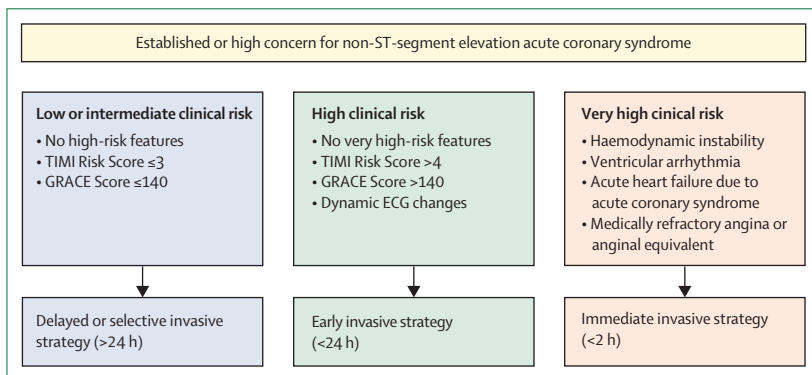 Established or high concern for non-ST-segment elevation acute coronary syndrome
Low or intermediate clinical risk
• No high-risk features
• TIMI Risk Score ≤3
• GRACE Score ≤140
High clinical risk
• No very high-risk features
• TIMI Risk Score >4
• GRACE Score >140
• Dynamic ECG changes
Very high cinical risk
• Haemodynamic instability
• Ventricular arrhythmia
• Acute heart failure due to
acute coronary syndrome
• Medically refractory angina or
anginal equivalent
Delayed or selective invasive
strategy (>24 h)
Early invasive strategy
(<24 h)
Immediate invasive strategy
(<2 h)